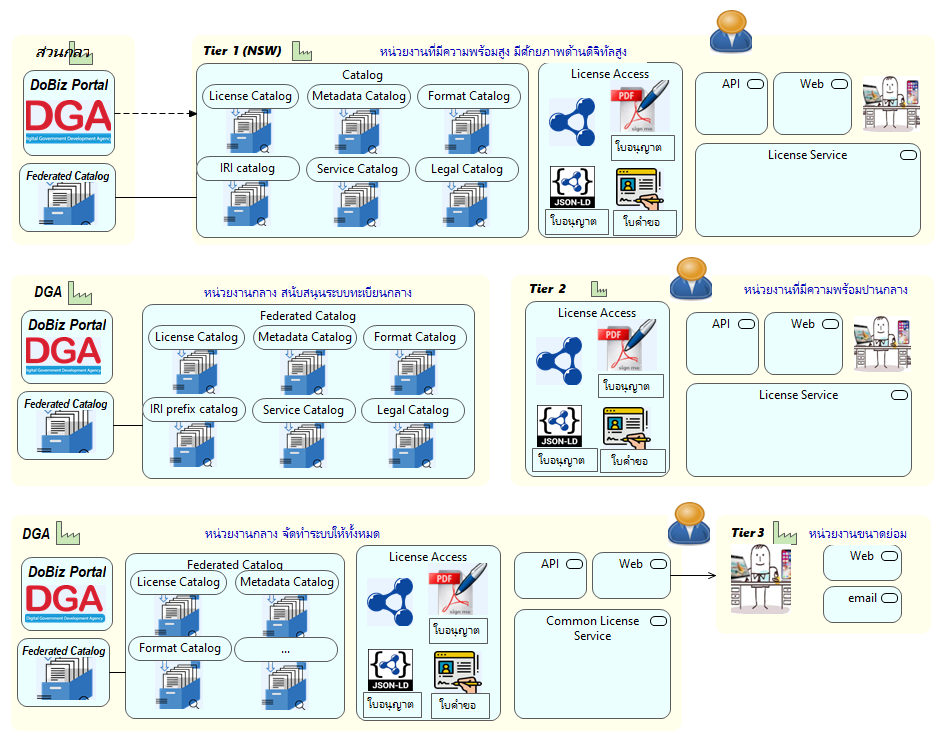 ส่วนกลาง
DoBiz Portal
DGA
Digital Government Development Agency
Federated Catalog
Tier 1 (NSW)
หน่วยงานที่มีความพร้อมสูง มีศักยภาพด้านดิจิทัลสูง
Catalog
License Catalog
Metadata Catalog
Format Catalog
IRI catalog
Service Catalog
Legal Catalog
License Access
PDF
sign me
ใบอนุญาต
JSON-LD
ใบอนุญาต
ใบคำขอ
API
Web
License Service
DGA
หน่วยงานกลาง สนับสนุนระบบทะเบียนกลาง
DoBiz Portal
DGA
Digital Government Development Agency
Federated Catalog
Federated Catalog
License Catalog
Metadata Catalog
Format Catalog
IRI prefix catalog
Service Catalog
Legal Catalog
Tier 2
หน่วยงานที่มีความพร้อมปานกลาง
License Access
PDF
sign me
ใบอนุญาต
JSON-LD
ใบอนุญาต
ใบคำขอ
API
Web
License Service
DGA
หน่วยงานกลาง จัดทำระบบให้ทั้งหมด
DoBiz Portal
DGA
Digital Government Development Agency
Federated Catalog
Federated Catalog
License Catalog
Metadata Catalog
Format Catalog
...
License Access
PDF
sign me
ใบอนุญาต
JSON-LD
ใบอนุญาต
ใบคำขอ
API
Web
Common License
Service
Tier 3
หน่วยงานขนาดย่อม
Web
email